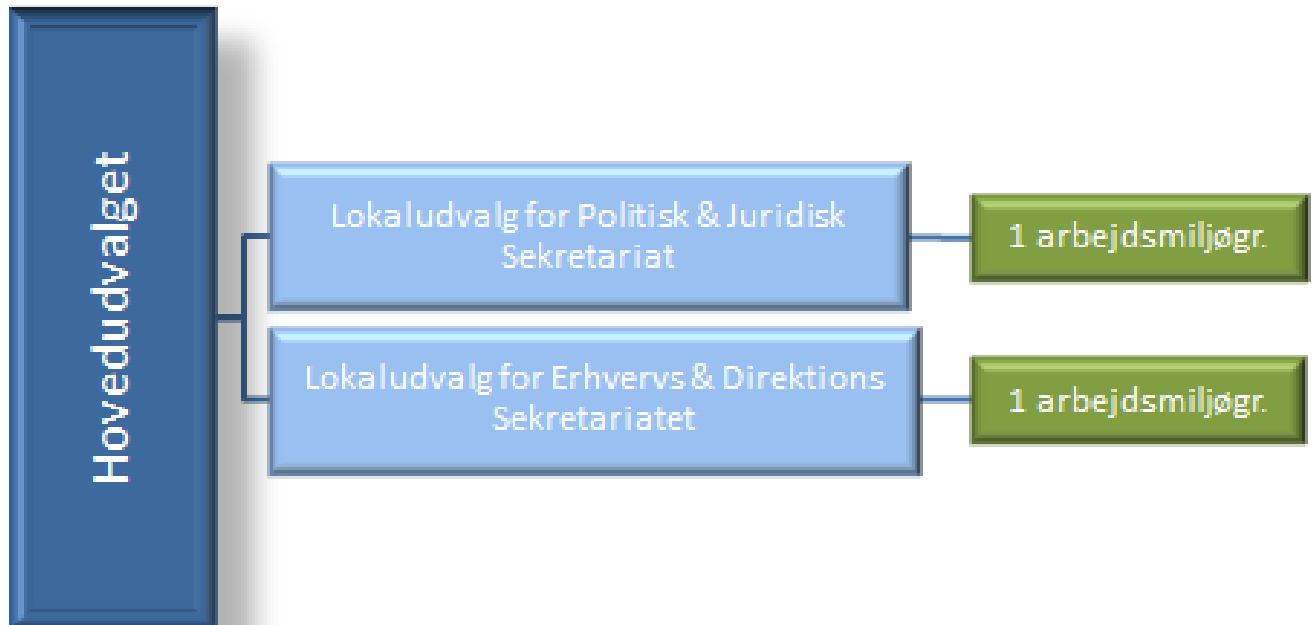 Hovedudvalget
Lokaludvalg for Politisk & Juridisk
Sekretariat
1 arbejdsmiljøgr.
Lokaludvalg for Erhvervs & Direktions
Sekretariatet
1 arbejdsmiljøgr.